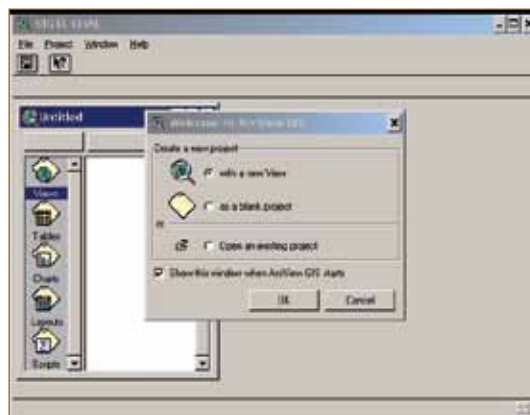 File Project Window Help
Untitled
Welcome to ArcView GIS
Create a new project
with a new View
as a blank project
or
Open an existing project
Show this window when ArcView GIS starts
OK Cancel
Views
Tables
Charts
Layouts
Scripts